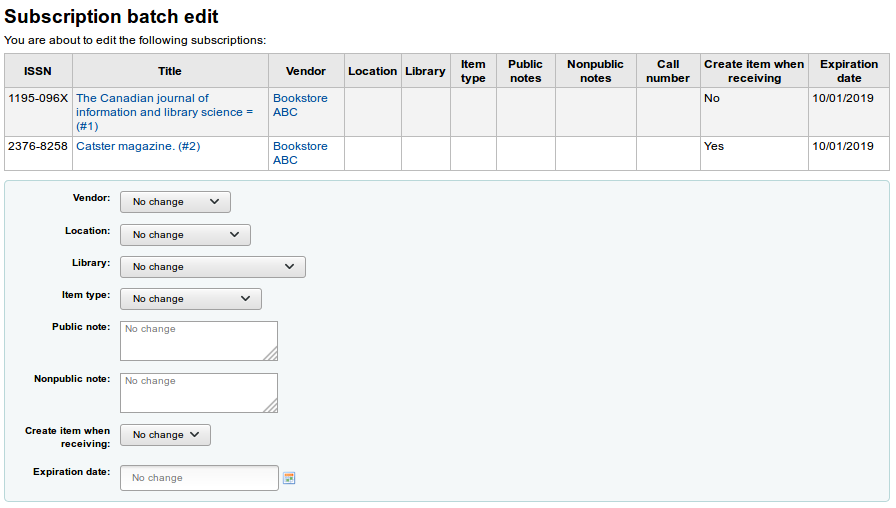 Subscription batch edit
You are about to edit the following subscriptions:
ISSN Title Vendor Location Library Item type Public notes Nonpublic notes Call number Create item when receiving Expiration date
1195-096X The Canadian journal of information and library science = (#1) Bookstore ABC No 10/01/2019
2376-8258 Catster magazine. (#2) Bookstore ABC Yes 10/01/2019
Vendor: No change
Location: No change
Library: No change
Item type: No change
Public note: No change
Nonpublic note: No change
Create item when receiving: No change
Expiration date: No change